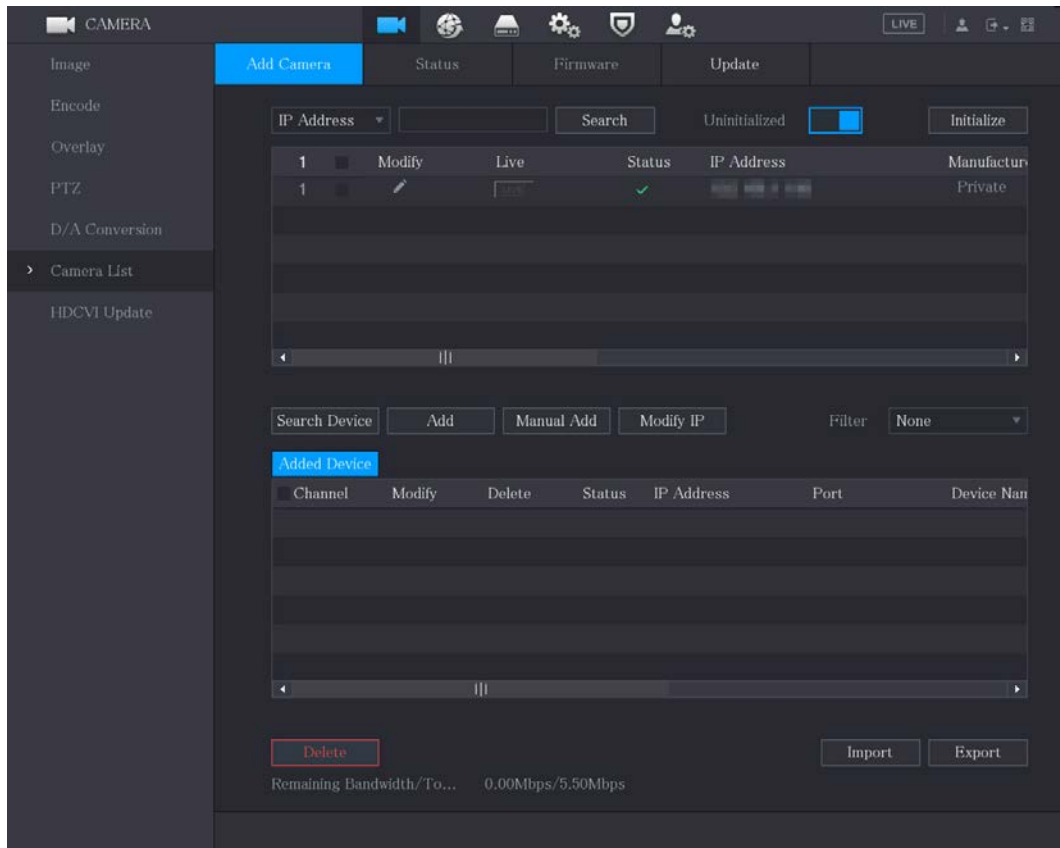 CAMERA LIVE
Image Add Camera Status Firmware Update
Encode
IP Address Search Uninitialized Initialize
Overlay
1 Modify Live Status IP Address Manufactur
PTZ 1 Private
D/A Conversion
Camera List
HDCVI Update
Search Device Add Manual Add Modify IP Filter None
Added Device
Channel Modify Delete Status IP Address Port Device Nam
Delete Import Export
Remaining Bandwidth/To... 0.00Mbps/5.50Mbps